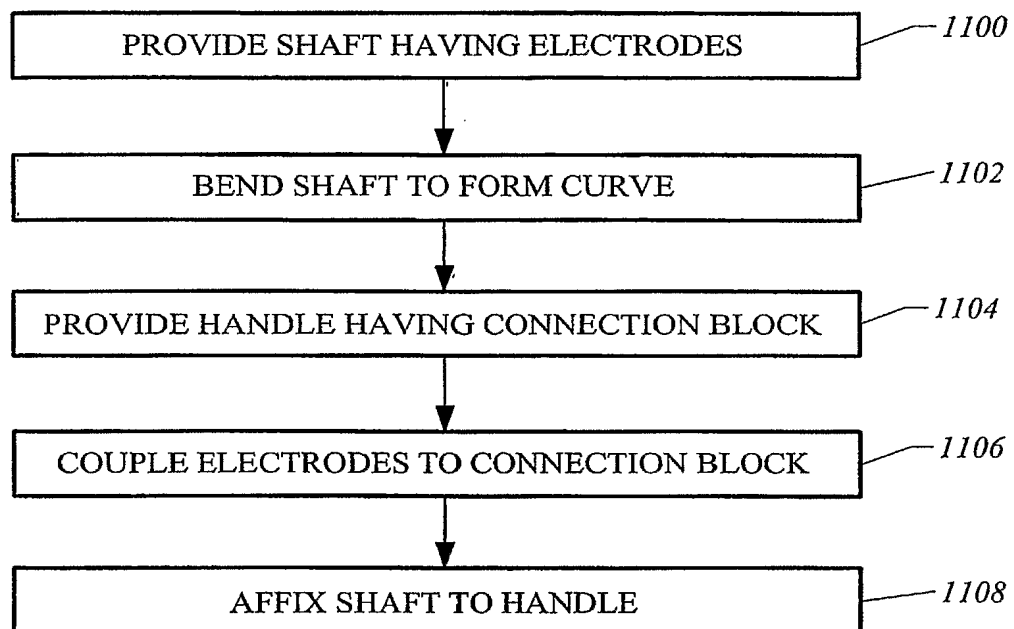 PROVIDE SHAFT HAVING ELECTRODES
1100
BEND SHAFT TO FORM CURVE
1102
PROVIDE HANDLE HAVING CONNECTION BLOCK
1104
COUPLE ELECTRODES TO CONNECTION BLOCK
1106
AFFIX SHAFT TO HANDLE
1108